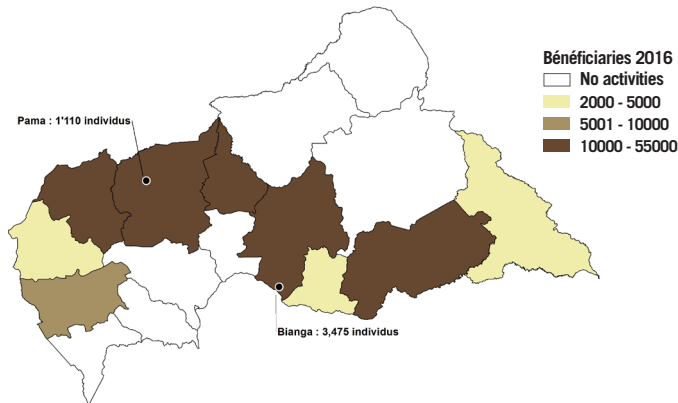 Bénéficiaries 2016
No activities
2000 - 5000
5001 - 10000
10000 - 55000
Pama : 1'110 individus
Bianga : 3,475 individus